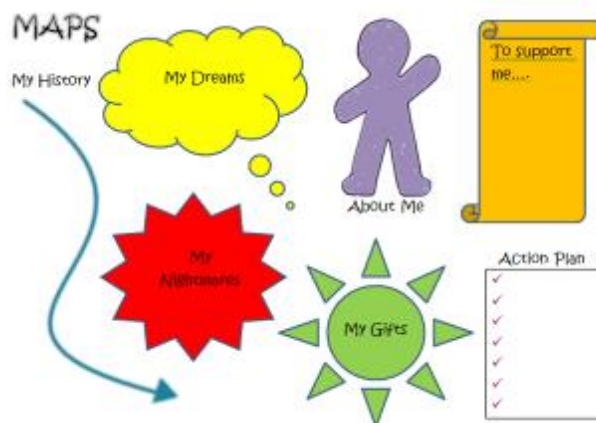 MAPS
My History
My Dreams
About Me
To support
me....
My
Nightmares
My Gifts
Action Plan